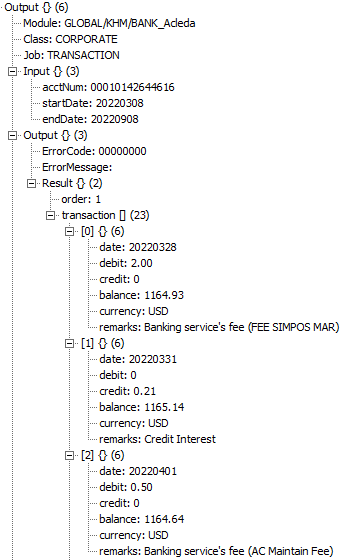 Output {} (6)
Module: GLOBAL/KHM/BANK_Acleda
Class: CORPORATE
Job: TRANSACTION
Input {} (3)
acctNum: 00010142644616
startDate: 20220308
endDate: 20220908
Output {} (3)
ErrorCode: 00000000
ErrorMessage:
Result {} (2)
order: 1
transaction [] (23)
[0] {} (6)
date: 20220328
debit: 2.00
credit: 0
balance: 1164.93
currency: USD
remarks: Banking service's fee (FEE SIMPOS MAR)
[1] {} (6)
date: 20220331
debit: 0
credit: 0.21
balance: 1165.14
currency: USD
remarks: Credit Interest
[2] {} (6)
date: 20220401
debit: 0.50
credit: 0
balance: 1164.64
currency: USD
remarks: Banking service's fee (AC Maintain Fee)